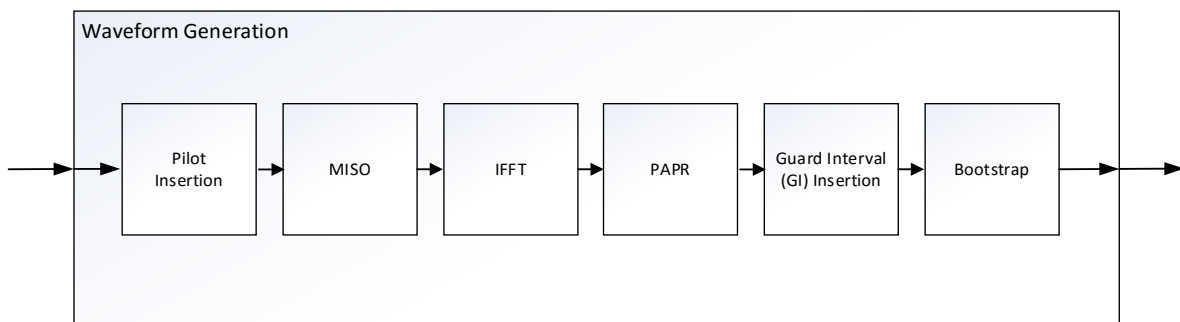 Waveform Generation
Pilot
Insertion
MISO
IFFT
PAPR
Guard Interval
(GI) Insertion
Bootstrap